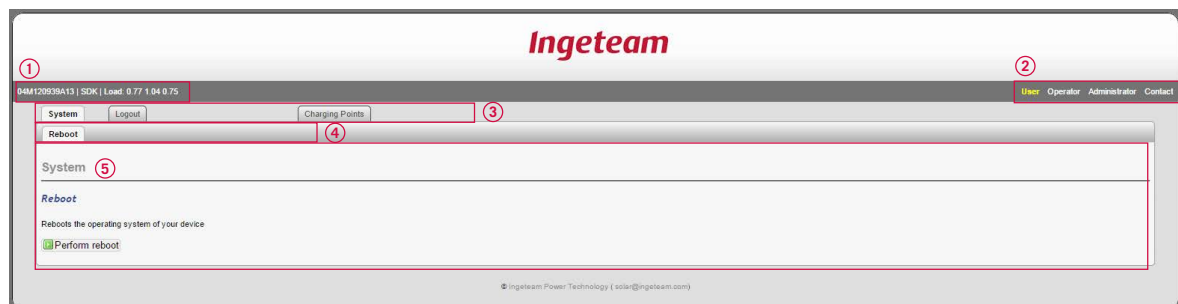 Ingeteam
①
②
04M120939A13 | SDK | Load: 0.77 1.04 0.75
User Operator Administrator Contact
System Logout Charging Points ③
Reboot ④
System ⑤
Reboot
Reboots the operating system of your device
Perform reboot
© Ingeteam Power Technology ( solar@ingeteam.com)